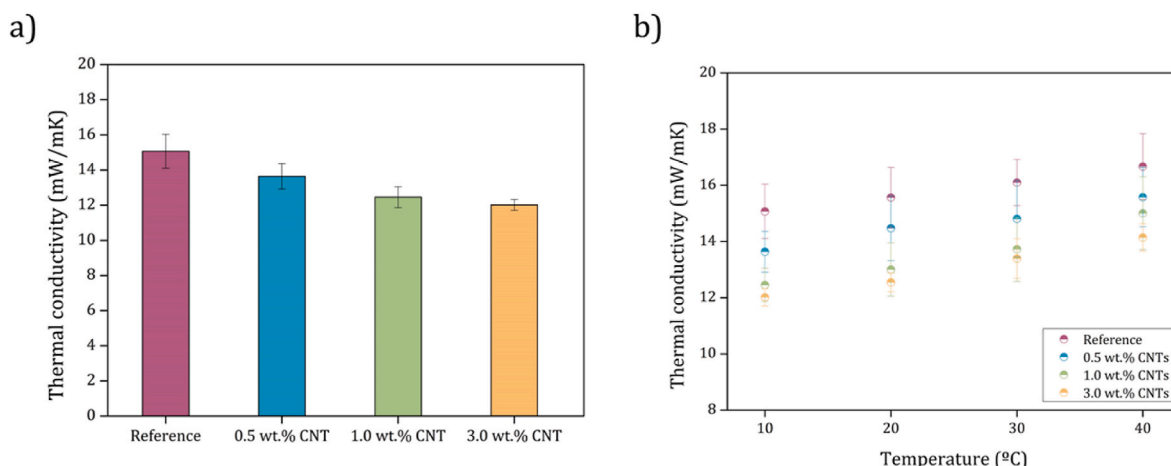 a)
Thermal conductivity (mW/mK)
20
18
16
14
12
10
8
6
4
2
0
Reference 0.5 wt.% CNT 1.0 wt.% CNT 3.0 wt.% CNT
b)
Thermal conductivity (mW/mK)
20
18
16
14
12
10
8
Reference
0.5 wt.% CNTs
1.0 wt.% CNTs
3.0 wt.% CNTs
10 20 30 40
Temperature (ºC)